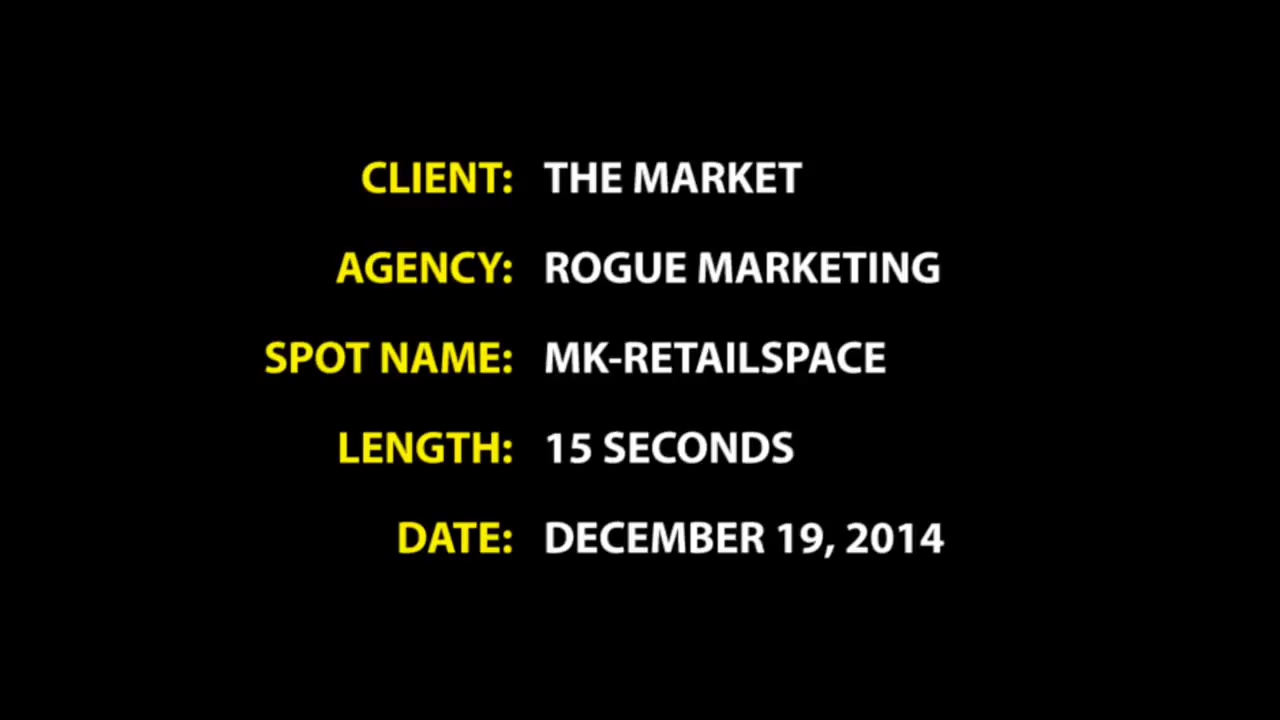 CLIENT: THE MARKET
AGENCY: ROGUE MARKETING
SPOT NAME: MK-RETAILSPACE
LENGTH: 15 SECONDS
DATE: DECEMBER 19, 2014